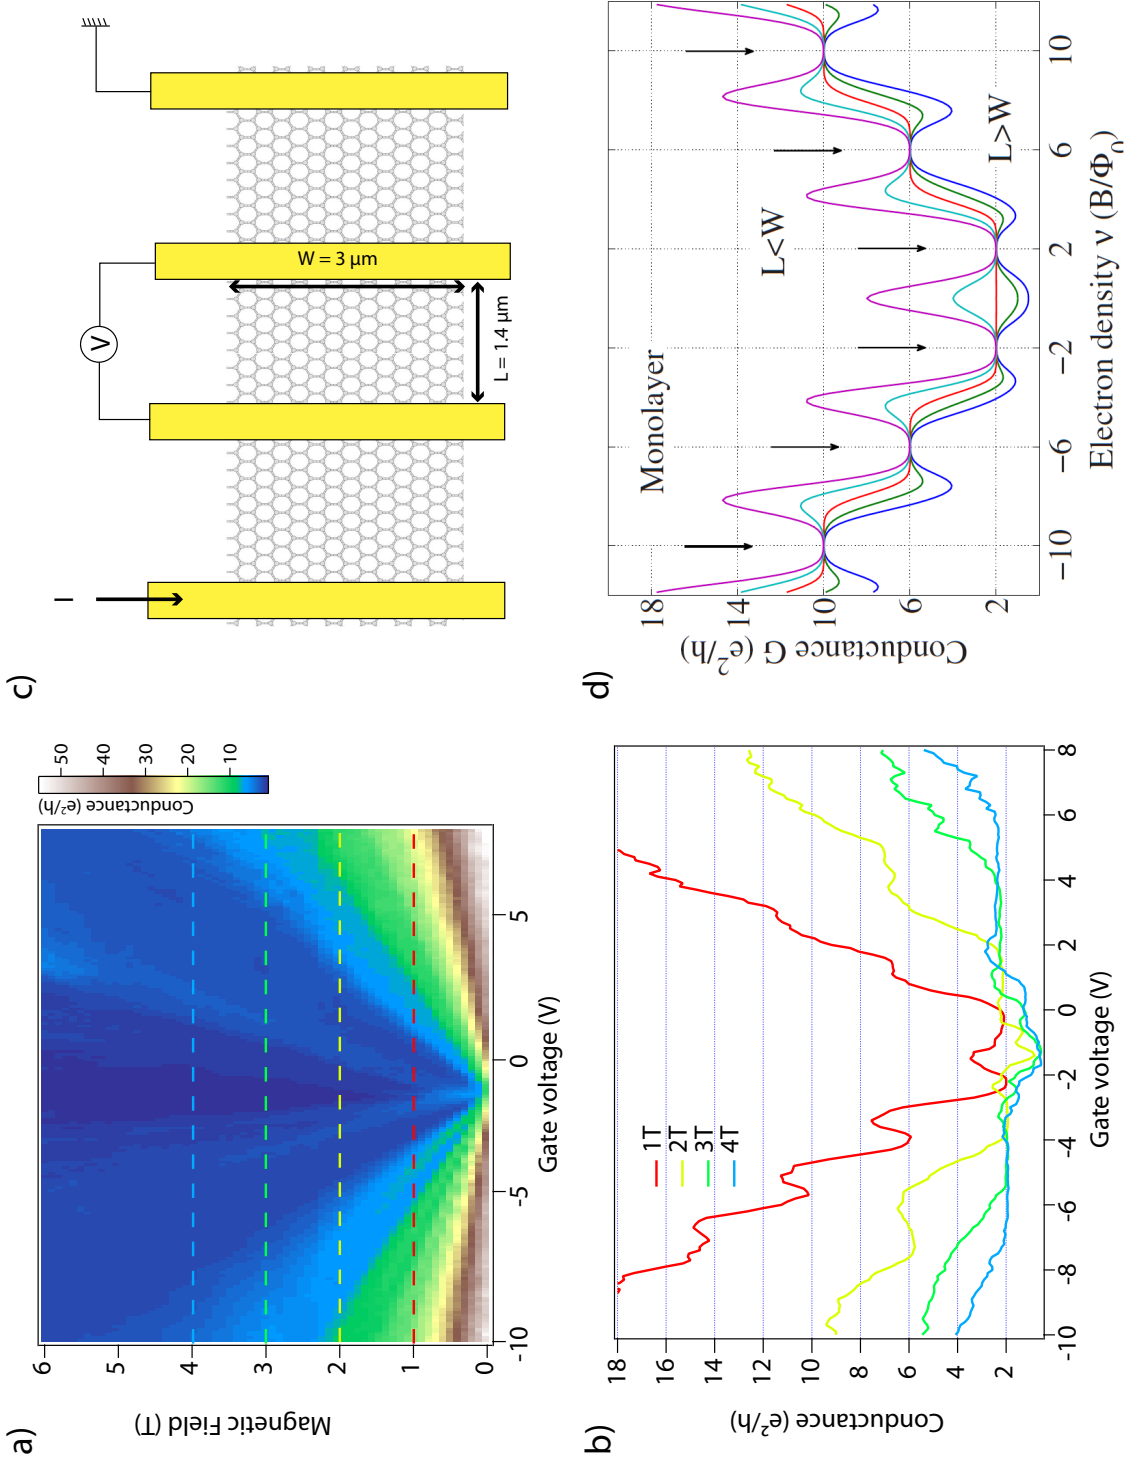 a)
Magnetic Field (T)
6
5
4
3
2
1
0
-10
-5
0
5
Gate voltage (V)
Conductance (e²/h)
50
40
30
20
10
b)
Conductance (e²/h)
18
16
14
12
10
8
6
4
2
-10
-8
-6
-4
-2
0
2
4
6
8
Gate voltage (V)
1T
2T
3T
4T
c)
I
V
W = 3 µm
L = 1.4 µm
d)
Conductance G (e²/h)
18
14
10
6
2
Monolayer
L<W
L>W
−10
−6
−2
2
6
10
Electron density ν (B/Φ₀)